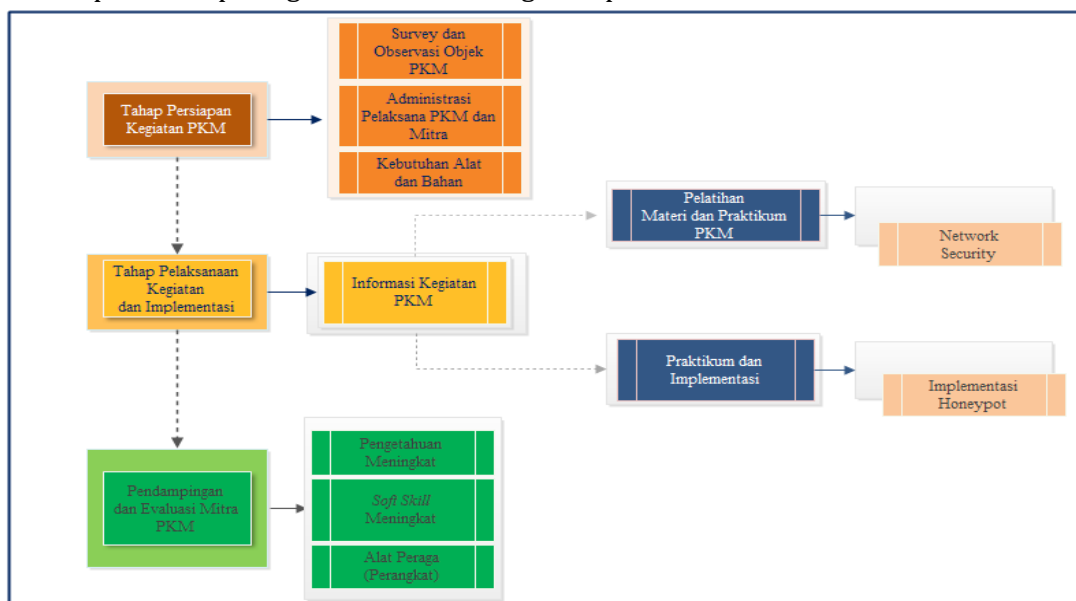 Survey dan
Observasi Objek
PKM
Tahap Persiapan
Kegiatan PKM
Administrasi
Pelaksana PKM dan
Mitra
Kebutuhan Alat
dan Bahan
Pelatihan
Materi dan Praktikum
PKM
Network
Security
Tahap Pelaksanaan
Kegiatan
dan Implementasi
Informasi Kegiatan
PKM
Praktikum dan
Implementasi
Implementasi
Honeypot
Pengetahuan
Meningkat
Pendampingan
dan Evaluasi Mitra
PKM
Soft Skill
Meningkat
Alat Peraga
(Perangkat)